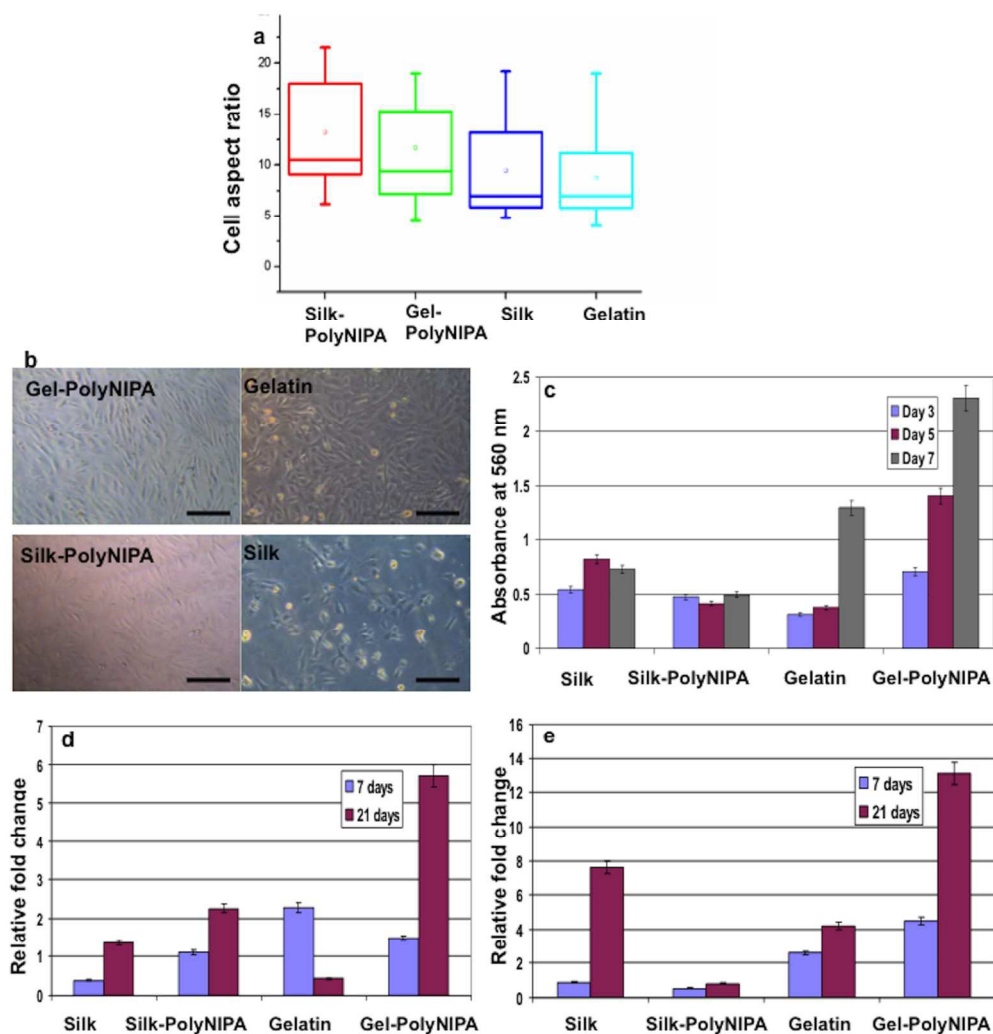 a
20
15
10
5
0
Cell aspect ratio
Silk-
PolyNIPA
Gel-
PolyNIPA
Silk
Gelatin
b
Gel-PolyNIPA
Gelatin
Silk-PolyNIPA
Silk
c
2.5
2
1.5
1
0.5
0
Absorbance at 560 nm
Day 3
Day 5
Day 7
Silk
Silk-PolyNIPA
Gelatin
Gel-PolyNIPA
d
7
6
5
4
3
2
1
0
Relative fold change
7 days
21 days
Silk
Silk-PolyNIPA
Gelatin
Gel-PolyNIPA
e
16
14
12
10
8
6
4
2
0
Relative fold change
7 days
21 days
Silk
Silk-PolyNIPA
Gelatin
Gel-PolyNIPA